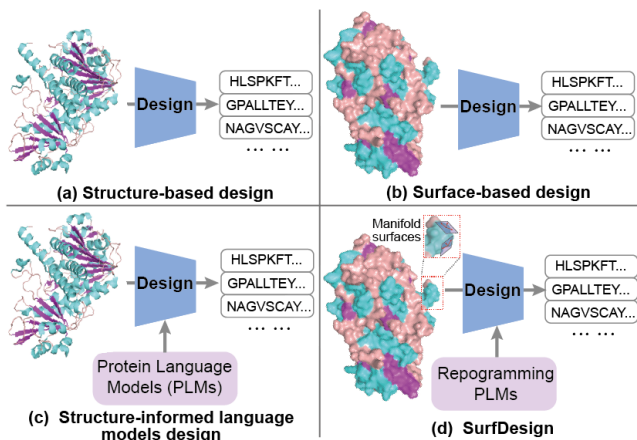 Design
HLSPKFT...
GPALLTEY...
NAGVSCAY...
... ...
(a) Structure-based design
Design
HLSPKFT...
GPALLTEY...
NAGVSCAY...
... ...
(b) Surface-based design
Design
HLSPKFT...
GPALLTEY...
NAGVSCAY...
... ...
Protein Language
Models (PLMs)
(c) Structure-informed language
models design
Manifold
surfaces
Design
HLSPKFT...
GPALLTEY...
NAGVSCAY...
... ...
Repogramming
PLMs
(d) SurfDesign